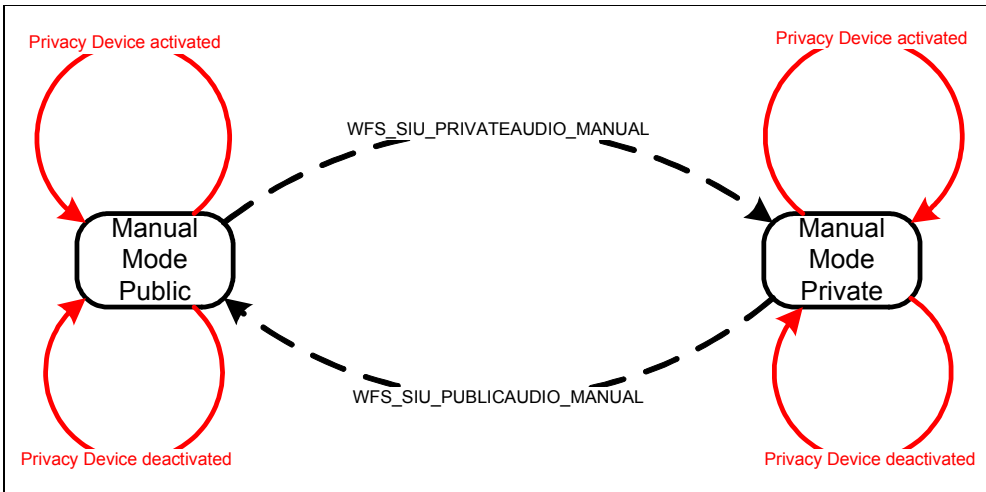 Privacy Device activated
Privacy Device activated
WFS_SIU_PRIVATEAUDIO_MANUAL
Manual
Mode
Public
Manual
Mode
Private
WFS_SIU_PUBLICAUDIO_MANUAL
Privacy Device deactivated
Privacy Device deactivated